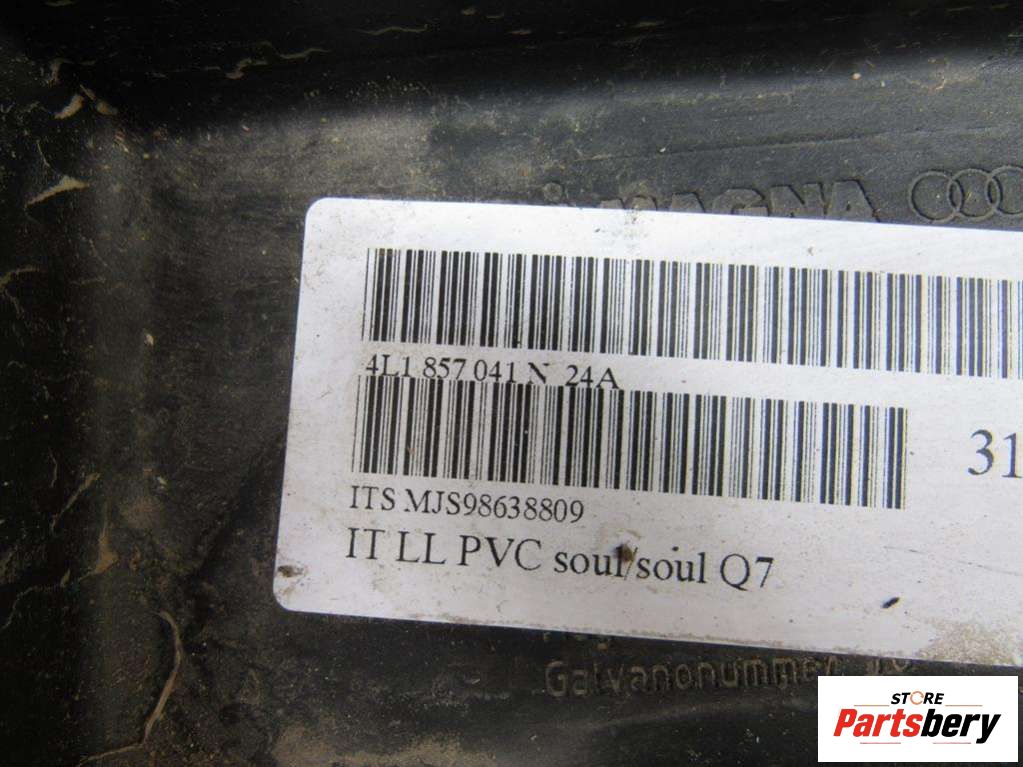 MAGNA
4L1 857 041 N 24A
31
ITS MJS98638809
IT LL PVC soul/soul Q7
Galvanonummer
STORE
Partsbery